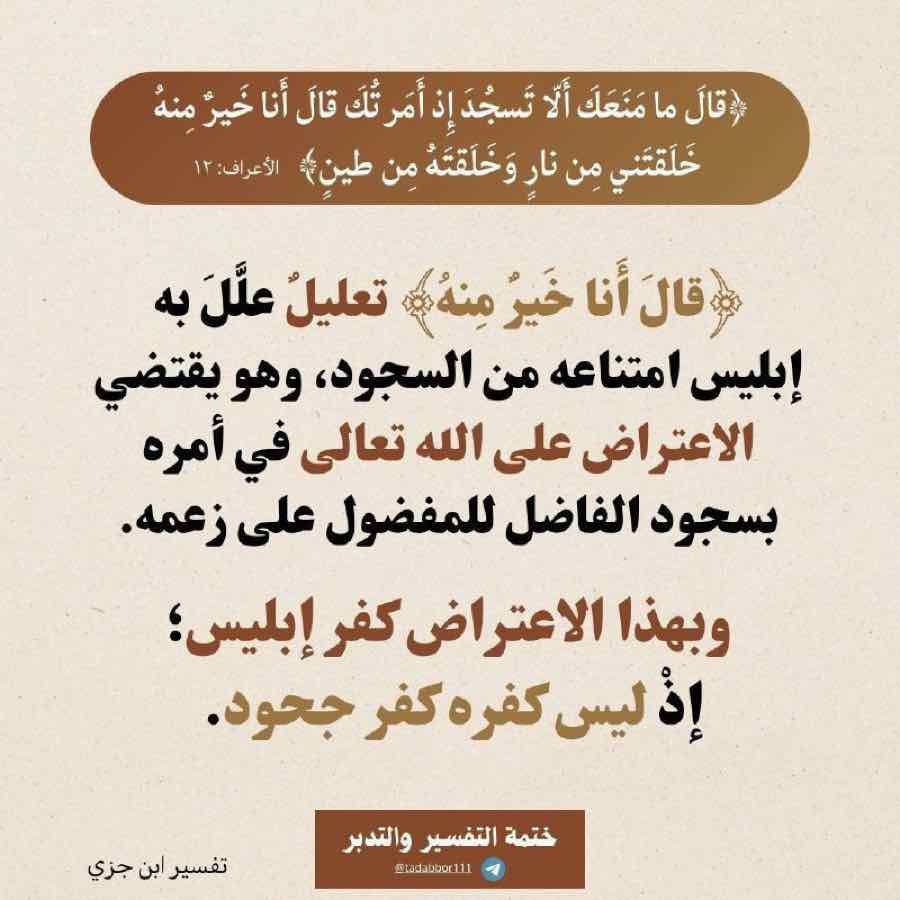 ﴿قالَ ما مَنَعَكَ أَلّا تَسجُدَ إِذ أَمَرتُكَ قالَ أَنا خَيرٌ مِنهُ
خَلَقتَني مِن نارٍ وَخَلَقتَهُ مِن طينٍ﴾ الأعراف: ١٢
﴿قالَ أَنا خَيرٌ مِنهُ﴾ تعليلٌ علَّلَ به
إبليس امتناعه من السجود، وهو يقتضي
الاعتراض على الله تعالى في أمره
بسجود الفاضل للمفضول على زعمه.
وبهذا الاعتراض كفر إبليس؛
إذْ ليس كفره كفر جحود.
ختمة التفسير والتدبر
@tadabbor111
تفسير ابن جزي